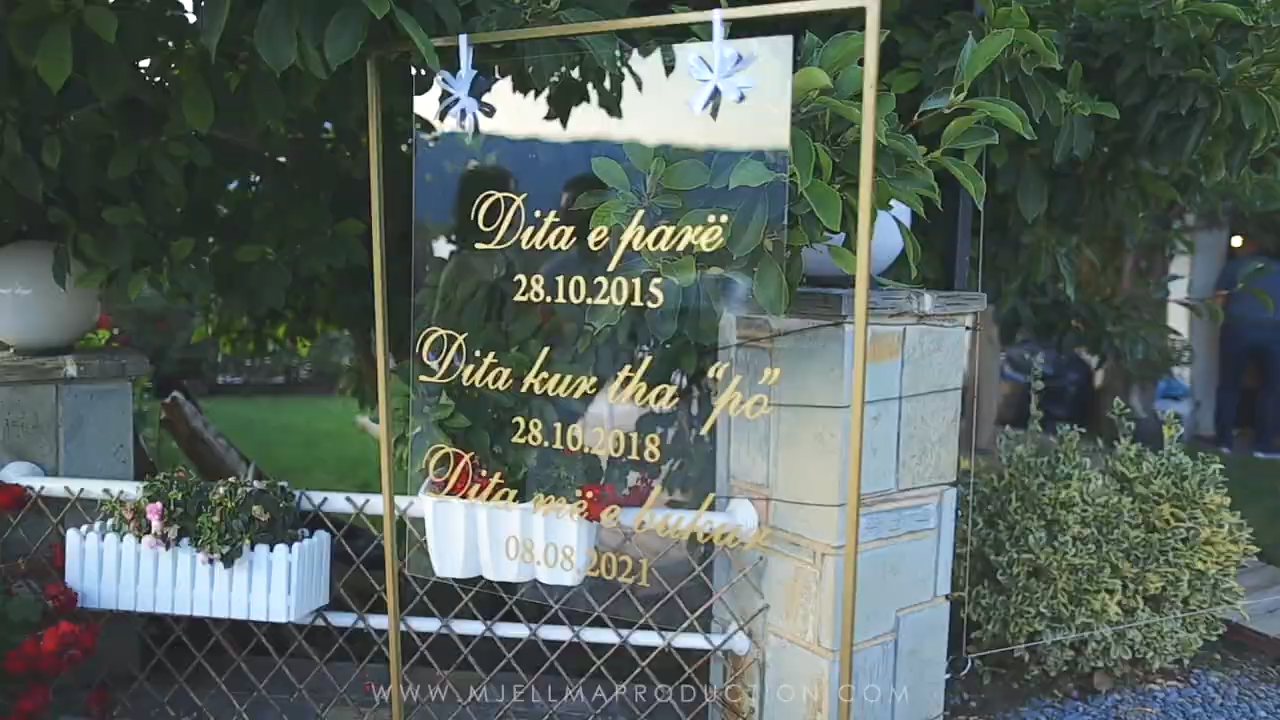 Dita e parë
28.10.2015
Dita kur tha “po”
28.10.2018
Dita më e bukur
08.08.2021
WWW.MJELLMAPRODUCTION.COM